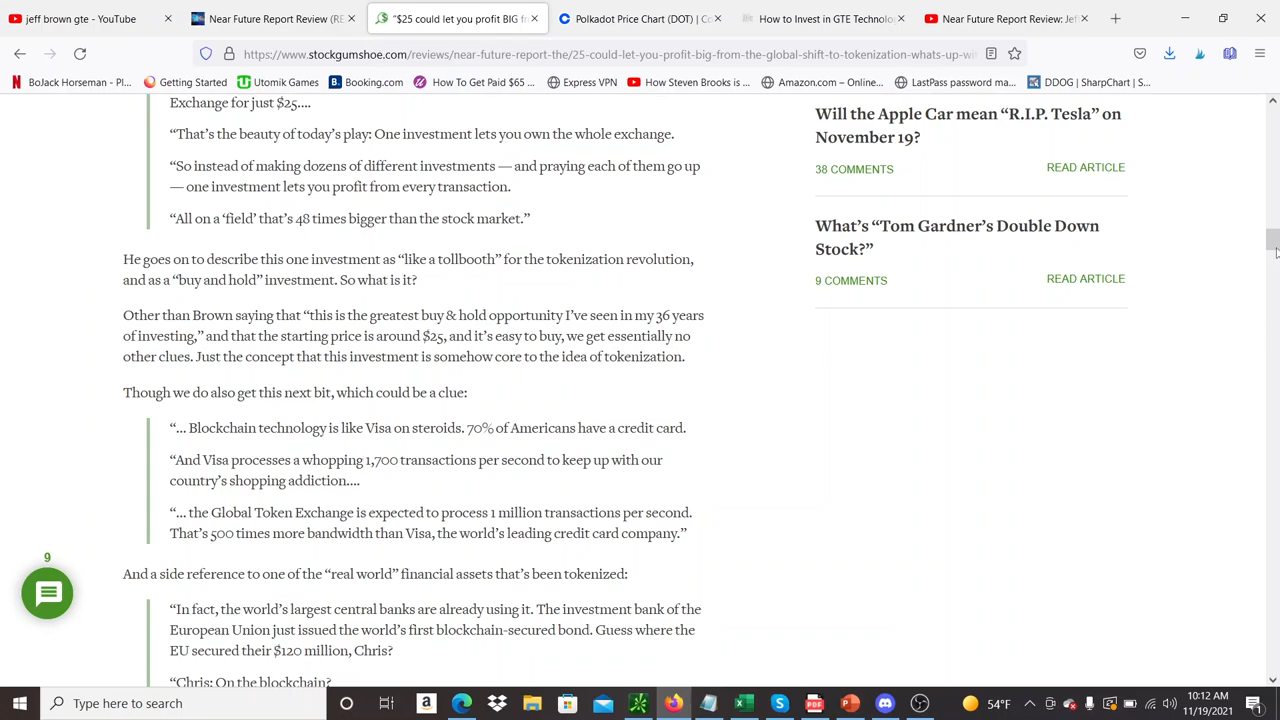 jeff brown gte - YouTube
Near Future Report Review (RE
"$25 could let you profit BIG fr
Polkadot Price Chart (DOT) | Co
How to Invest in GTE Technolo
Near Future Report Review: Jef
https://www.stockgumshoe.com/reviews/near-future-report-the/25-could-let-you-profit-big-from-the-global-shift-to-tokenization-whats-up-wi
BoJack Horseman - Pl...
Getting Started
Utomik Games
Booking.com
How To Get Paid $65 ...
Express VPN
How Steven Brooks is ...
Amazon.com – Online...
LastPass password ma...
DDOG | SharpChart | S...
Exchange for just $25....
"That's the beauty of today's play: One investment lets you own the whole exchange.
"So instead of making dozens of different investments — and praying each of them go up
— one investment lets you profit from every transaction.
"All on a 'field' that's 48 times bigger than the stock market."
He goes on to describe this one investment as "like a tollbooth" for the tokenization revolution,
and as a "buy and hold" investment. So what is it?
Other than Brown saying that "this is the greatest buy & hold opportunity I've seen in my 36 years
of investing," and that the starting price is around $25, and it's easy to buy, we get essentially no
other clues. Just the concept that this investment is somehow core to the idea of tokenization.
Though we do also get this next bit, which could be a clue:
"... Blockchain technology is like Visa on steroids. 70% of Americans have a credit card.
"And Visa processes a whopping 1,700 transactions per second to keep up with our
country's shopping addiction....
"... the Global Token Exchange is expected to process 1 million transactions per second.
That's 500 times more bandwidth than Visa, the world's leading credit card company."
And a side reference to one of the "real world" financial assets that's been tokenized:
"In fact, the world's largest central banks are already using it. The investment bank of the
European Union just issued the world's first blockchain-secured bond. Guess where the
EU secured their $120 million, Chris?
"Chris: On the blockchain?
Will the Apple Car mean "R.I.P. Tesla" on
November 19?
38 COMMENTS
READ ARTICLE
What's "Tom Gardner's Double Down
Stock?"
9 COMMENTS
READ ARTICLE
9
Type here to search
54°F
10:12 AM
11/19/2021